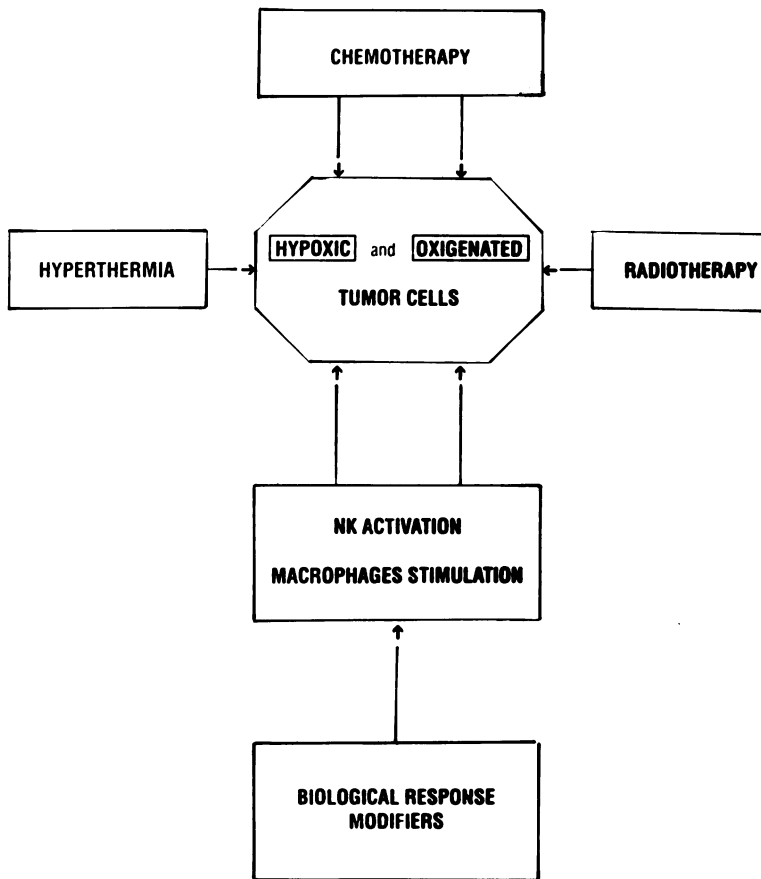 CHEMOTHERAPY
HYPOXIC and OXIGENATED
TUMOR CELLS
HYPERTHERMIA
RADIOTHERAPY
NK ACTIVATION
MACROPHAGES STIMULATION
BIOLOGICAL RESPONSE
MODIFIERS